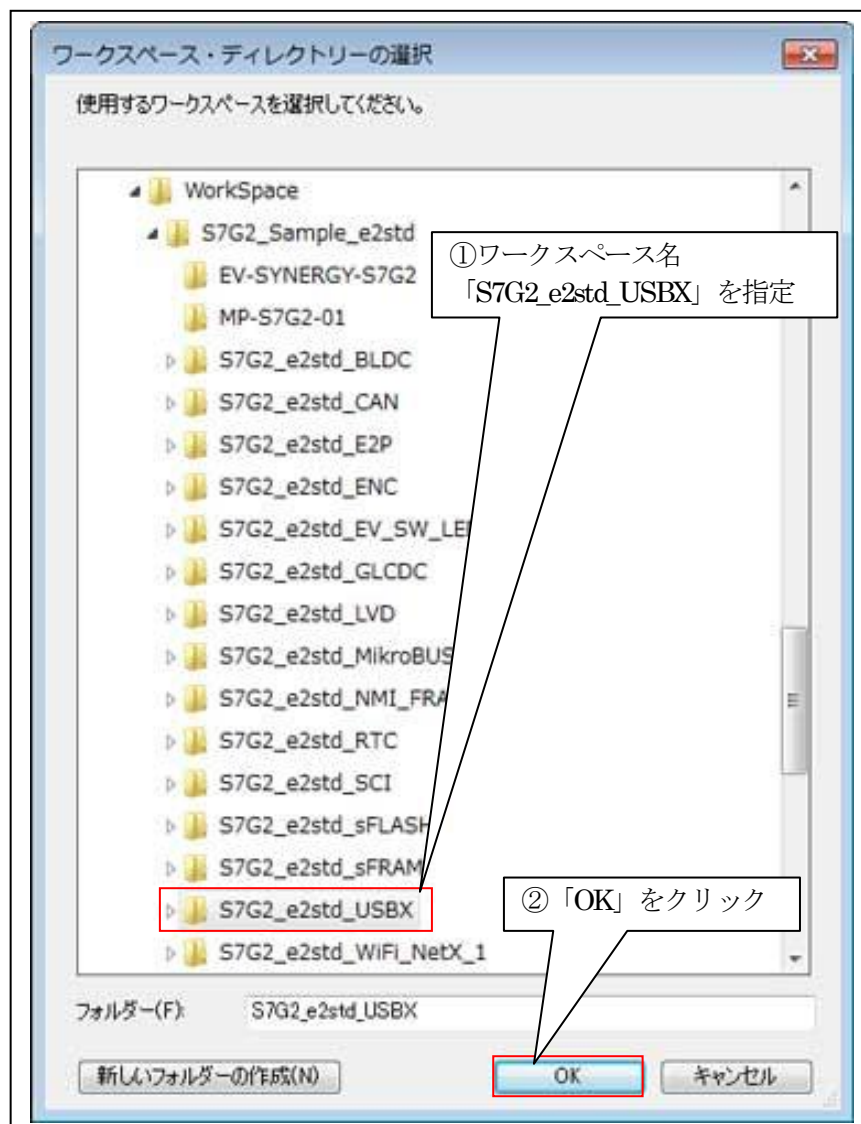 ワークスペース・ディレクトリーの選択
使用するワークスペースを選択してください。
WorkSpace
S7G2_Sample_e2std
①ワークスペース名
「S7G2_e2std_USBX」を指定
EV-SYNERGY-S7G2
MP-S7G2-01
S7G2_e2std_BLDC
S7G2_e2std_CAN
S7G2_e2std_E2P
S7G2_e2std_ENC
S7G2_e2std_EV_SW_LE
S7G2_e2std_GLCDC
S7G2_e2std_LVD
S7G2_e2std_MikroBUS
S7G2_e2std_NMI_FRA
S7G2_e2std_RTC
S7G2_e2std_SCI
S7G2_e2std_sFLASH
S7G2_e2std_sFRAM
S7G2_e2std_USBX
②「OK」をクリック
S7G2_e2std_WiFi_NetX_1
フォルダー(F): S7G2_e2std_USBX
新しいフォルダーの作成(N) OK キャンセル